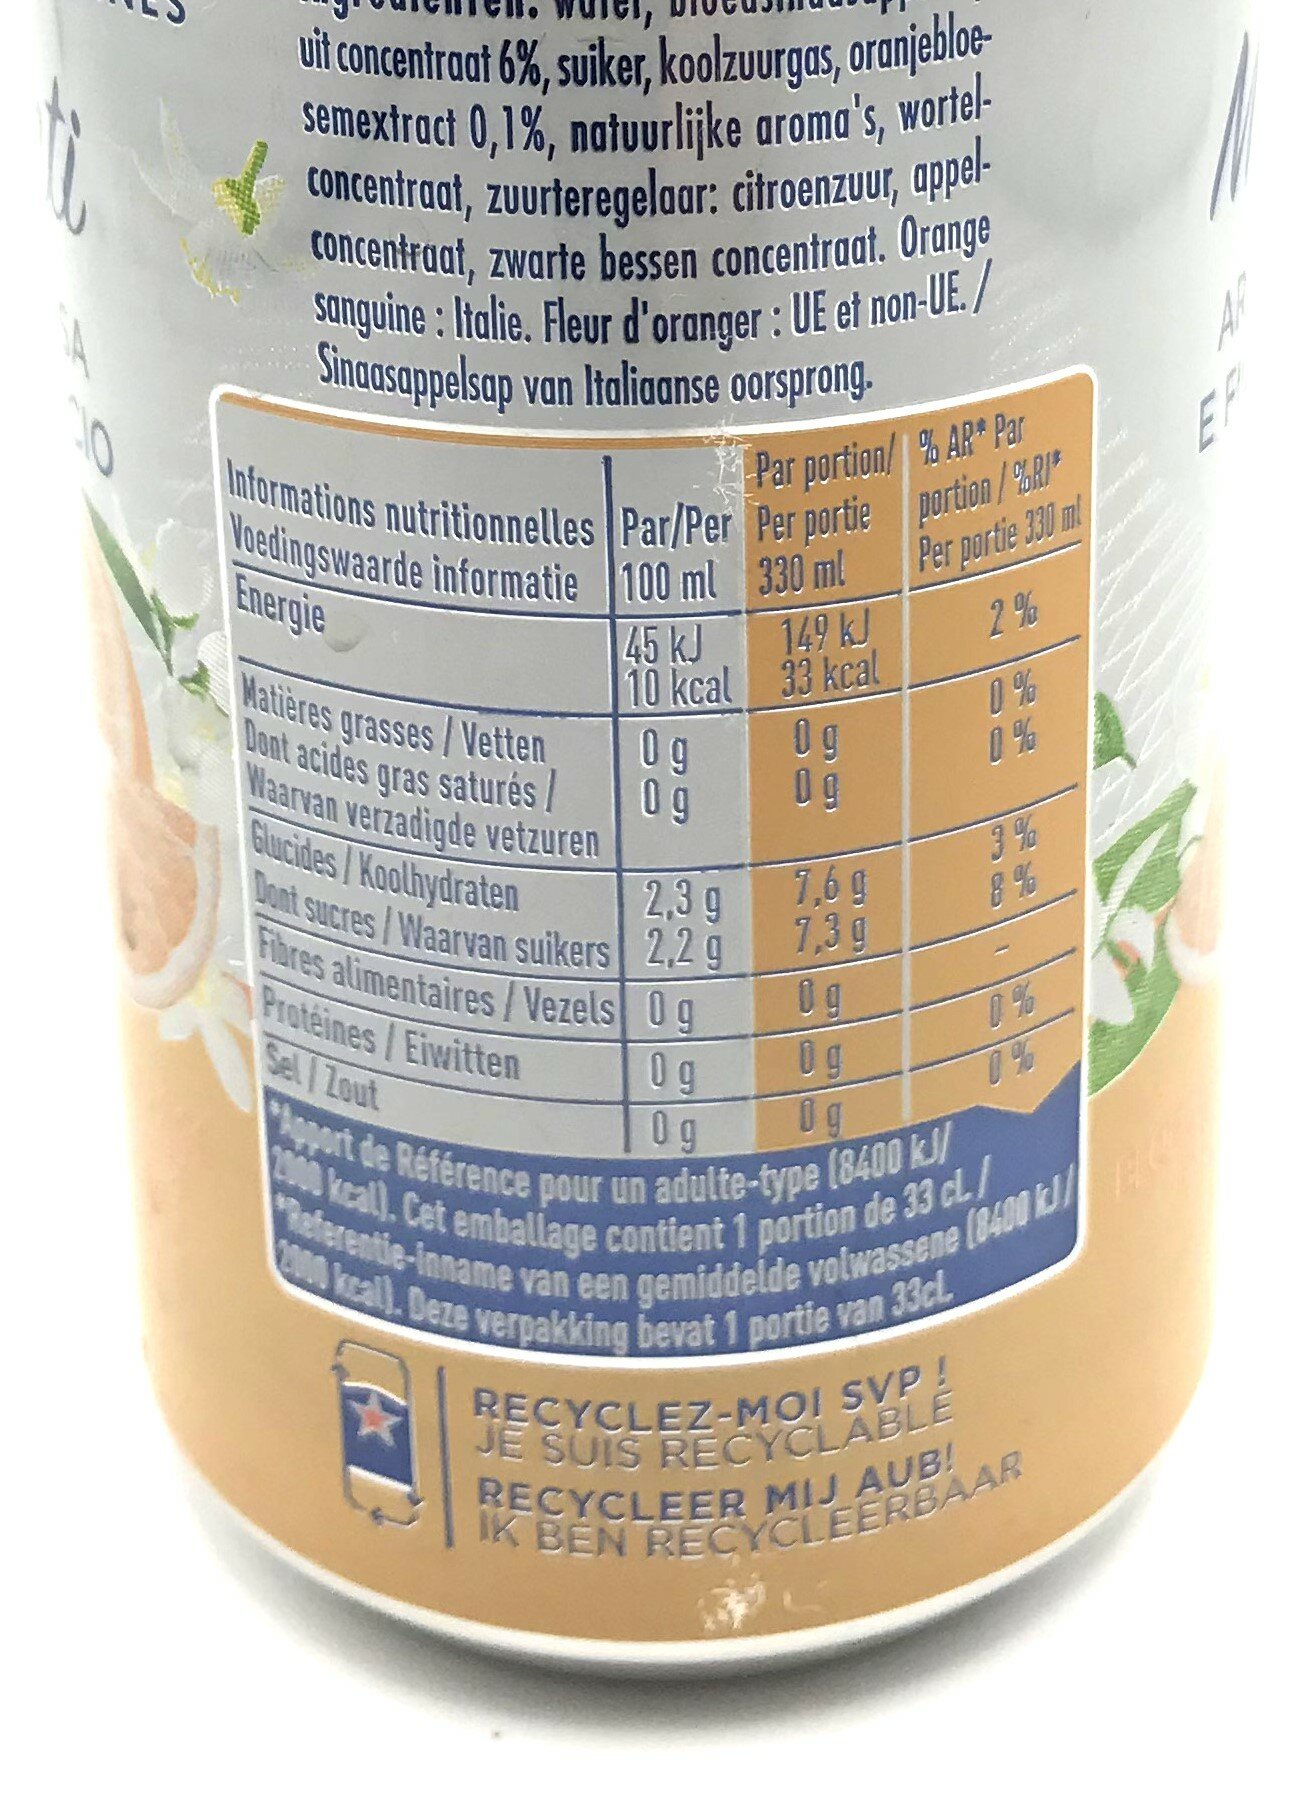 uit concentraat 6%, suiker, koolzuurgas, oranjebloe-
semextract 0,1%, natuurlijke aroma's, wortel-
concentraat, zuurteregelaar: citroenzuur, appel-
concentraat, zwarte bessen concentraat. Orange
sanguine : Italie. Fleur d'oranger : UE et non-UE. /
Sinaasappelsap van Italiaanse oorsprong.
Informations nutritionnelles
Voedingswaarde informatie
Par/Per
100 ml
Par portion/
Per portie
330 ml
% AR* Par
portion / %RI*
Per portie 330 ml
Energie
45 kJ 149 kJ 2 %
10 kcal 33 kcal
Matières grasses / Vetten 0 g 0 g 0 %
Dont acides gras saturés / 0 g 0 g 0 %
Waarvan verzadigde vetzuren
Glucides / Koolhydraten 2,3 g 7,6 g 3 %
Dont sucres / Waarvan suikers 2,2 g 7,3 g 8 %
Fibres alimentaires / Vezels 0 g 0 g -
Protéines / Eiwitten 0 g 0 g 0 %
Sel / Zout 0 g 0 g 0 %
*Apport de Référence pour un adulte-type (8400 kJ/
2000 kcal). Cet emballage contient 1 portion de 33 cL. /
*Referentie-inname van een gemiddelde volwassene (8400 kJ /
2000 kcal). Deze verpakking bevat 1 portie van 33cL.
RECYCLEZ-MOI SVP !
JE SUIS RECYCLABLE
RECYCLEER MIJ AUB!
IK BEN RECYCLEERBAAR